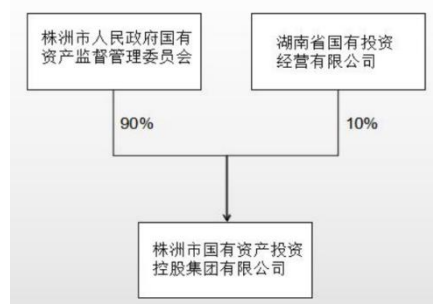 株洲市人民政府国有
资产监督管理委员会
湖南省国有投资
经营有限公司
90%
10%
株洲市国有资产投资
控股集团有限公司